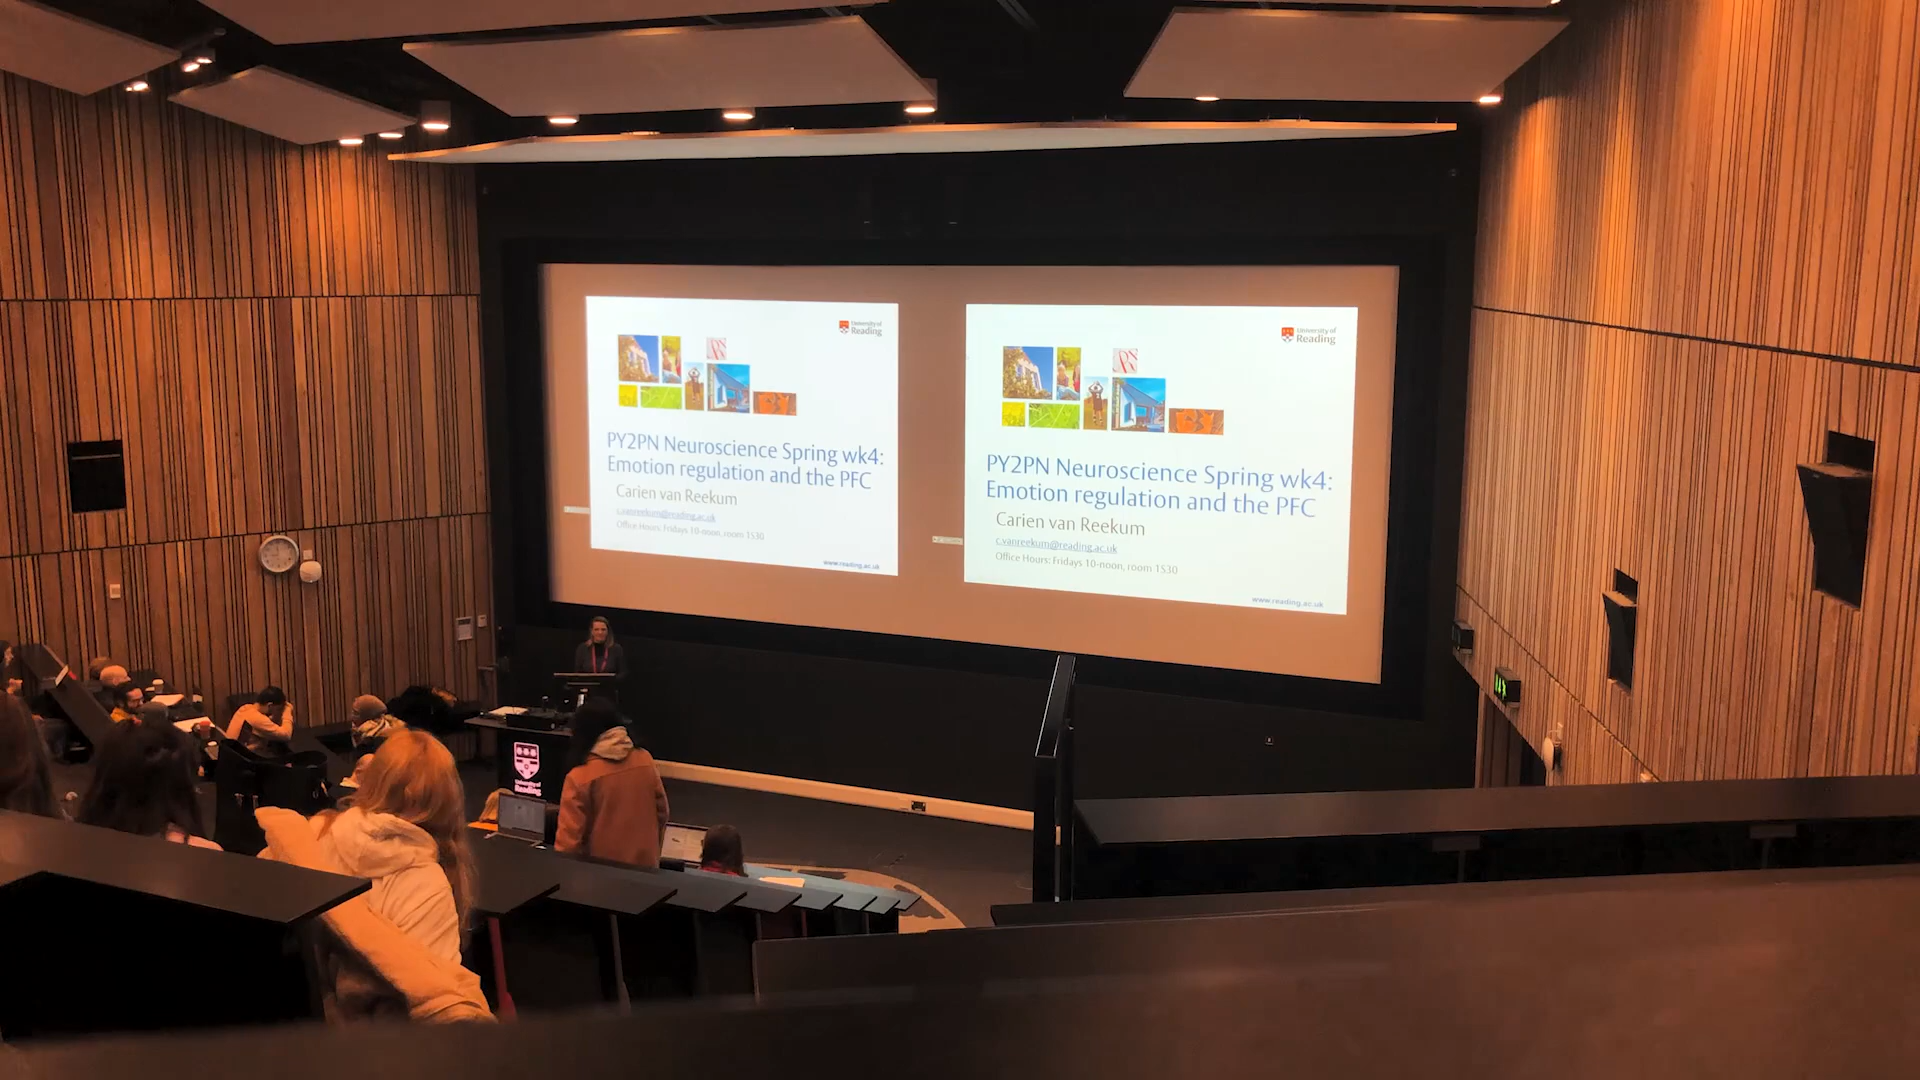 University of
Reading
PY2PN Neuroscience Spring wk4:
Emotion regulation and the PFC
Carien van Reekum
c.vanreekum@reading.ac.uk
Office Hours: Fridays 10-noon, room 1S30
www.reading.ac.uk
University of
Reading
PY2PN Neuroscience Spring wk4:
Emotion regulation and the PFC
Carien van Reekum
c.vanreekum@reading.ac.uk
Office Hours: Fridays 10-noon, room 1S30
www.reading.ac.uk
University of
Reading